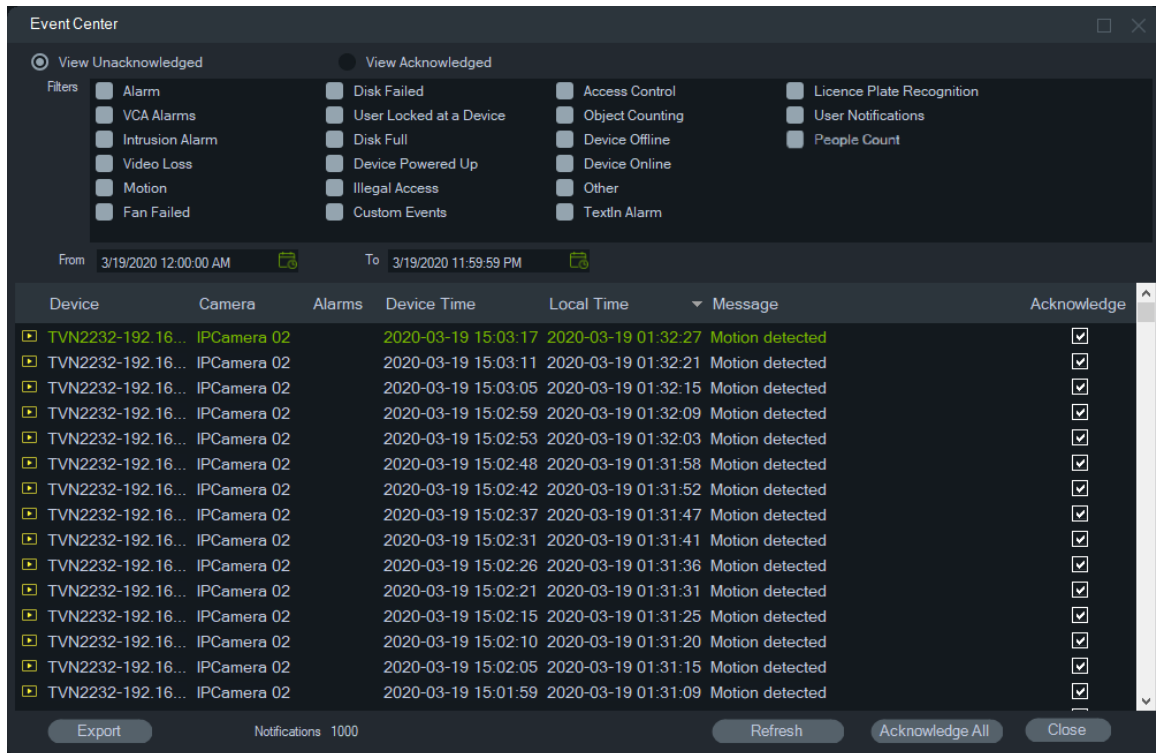 Event Center
View Unacknowledged View Acknowledged
Filters Alarm Disk Failed Access Control Licence Plate Recognition
VCA Alarms User Locked at a Device Object Counting User Notifications
Intrusion Alarm Disk Full Device Offline People Count
Video Loss Device Powered Up Device Online
Motion Illegal Access Other
Fan Failed Custom Events TextIn Alarm
From 3/19/2020 12:00:00 AM To 3/19/2020 11:59:59 PM
Device Camera Alarms Device Time Local Time Message Acknowledge
TVN2232-192.16... IPCamera 02 2020-03-19 15:03:17 2020-03-19 01:32:27 Motion detected
TVN2232-192.16... IPCamera 02 2020-03-19 15:03:11 2020-03-19 01:32:21 Motion detected
TVN2232-192.16... IPCamera 02 2020-03-19 15:03:05 2020-03-19 01:32:15 Motion detected
TVN2232-192.16... IPCamera 02 2020-03-19 15:02:59 2020-03-19 01:32:09 Motion detected
TVN2232-192.16... IPCamera 02 2020-03-19 15:02:53 2020-03-19 01:32:03 Motion detected
TVN2232-192.16... IPCamera 02 2020-03-19 15:02:48 2020-03-19 01:31:58 Motion detected
TVN2232-192.16... IPCamera 02 2020-03-19 15:02:42 2020-03-19 01:31:52 Motion detected
TVN2232-192.16... IPCamera 02 2020-03-19 15:02:37 2020-03-19 01:31:47 Motion detected
TVN2232-192.16... IPCamera 02 2020-03-19 15:02:31 2020-03-19 01:31:41 Motion detected
TVN2232-192.16... IPCamera 02 2020-03-19 15:02:26 2020-03-19 01:31:36 Motion detected
TVN2232-192.16... IPCamera 02 2020-03-19 15:02:21 2020-03-19 01:31:31 Motion detected
TVN2232-192.16... IPCamera 02 2020-03-19 15:02:15 2020-03-19 01:31:25 Motion detected
TVN2232-192.16... IPCamera 02 2020-03-19 15:02:10 2020-03-19 01:31:20 Motion detected
TVN2232-192.16... IPCamera 02 2020-03-19 15:02:05 2020-03-19 01:31:15 Motion detected
TVN2232-192.16... IPCamera 02 2020-03-19 15:01:59 2020-03-19 01:31:09 Motion detected
Export Notifications 1000 Refresh Acknowledge All Close